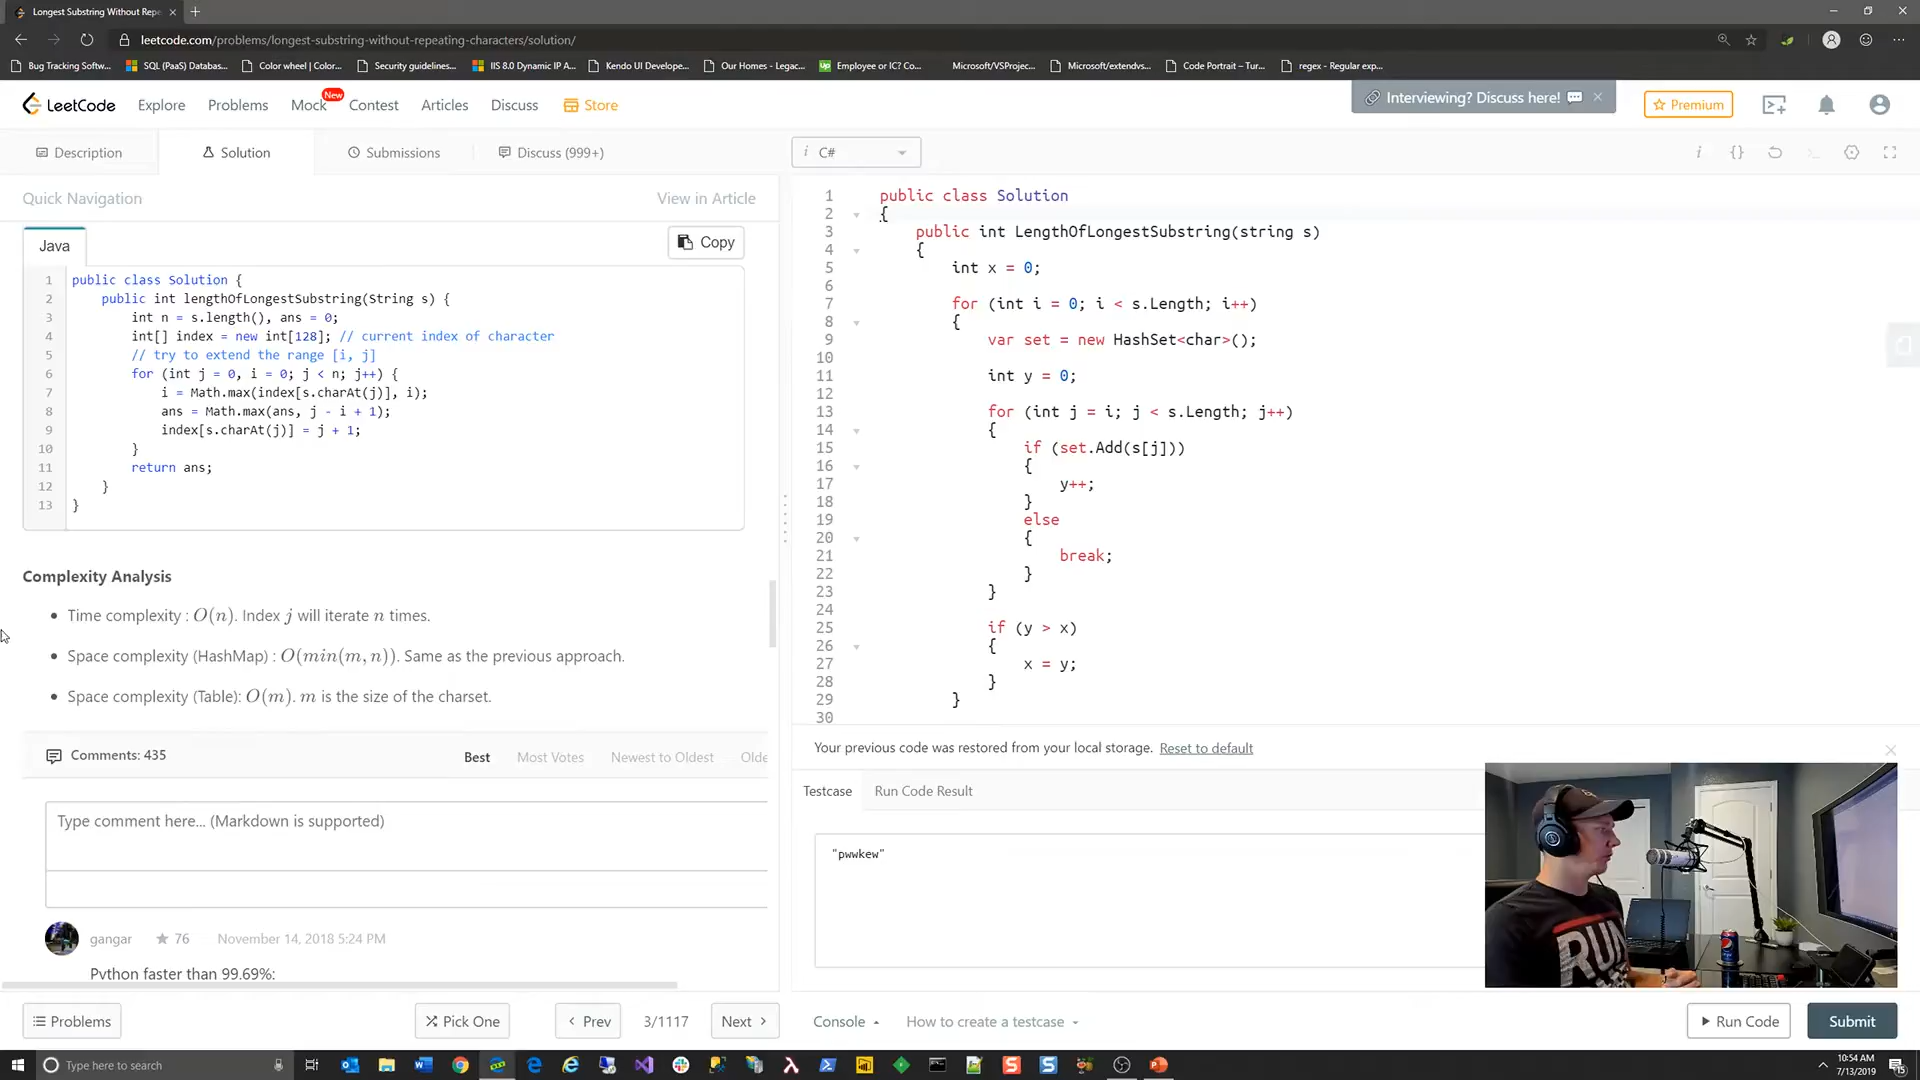 Longest Substring Without Repe
leetcode.com/problems/longest-substring-without-repeating-characters/solution/
Bug Tracking Softw...
SQL (PaaS) Databas...
Color wheel | Color...
Security guidelines...
IIS 8.0 Dynamic IP A...
Kendo UI Develope...
Our Homes - Legac...
Employee or IC? Co...
Microsoft/VSProjec...
Microsoft/extendvs...
Code Portrait – Tur...
regex - Regular exp...
LeetCode
Explore
Problems
Mock
New
Contest
Articles
Discuss
Store
Interviewing? Discuss here!
Premium
Description
Solution
Submissions
Discuss (999+)
C#
Quick Navigation
View in Article
Java
Copy
1 public class Solution {
2 public int lengthOfLongestSubstring(String s) {
3 int n = s.length(), ans = 0;
4 int[] index = new int[128]; // current index of character
5 // try to extend the range [i, j]
6 for (int j = 0, i = 0; j < n; j++) {
7 i = Math.max(index[s.charAt(j)], i);
8 ans = Math.max(ans, j - i + 1);
9 index[s.charAt(j)] = j + 1;
10 }
11 return ans;
12 }
13 }
Complexity Analysis
• Time complexity : O(n). Index j will iterate n times.
• Space complexity (HashMap) : O(min(m, n)). Same as the previous approach.
• Space complexity (Table): O(m). m is the size of the charset.
Comments: 435
Best
Most Votes
Newest to Oldest
Olde
Type comment here... (Markdown is supported)
gangar
76
November 14, 2018 5:24 PM
Python faster than 99.69%:
1 public class Solution
2 {
3 public int LengthOfLongestSubstring(string s)
4 {
5 int x = 0;
6
7 for (int i = 0; i < s.Length; i++)
8 {
9 var set = new HashSet<char>();
10
11 int y = 0;
12
13 for (int j = i; j < s.Length; j++)
14 {
15 if (set.Add(s[j]))
16 {
17 y++;
18 }
19 else
20 {
21 break;
22 }
23 }
24
25 if (y > x)
26 {
27 x = y;
28 }
29 }
30
Your previous code was restored from your local storage. Reset to default
Testcase
Run Code Result
"pwwkew"
RUN
Problems
Pick One
Prev
3/1117
Next
Console
How to create a testcase
Run Code
Submit
Type here to search
10:54 AM
7/13/2019